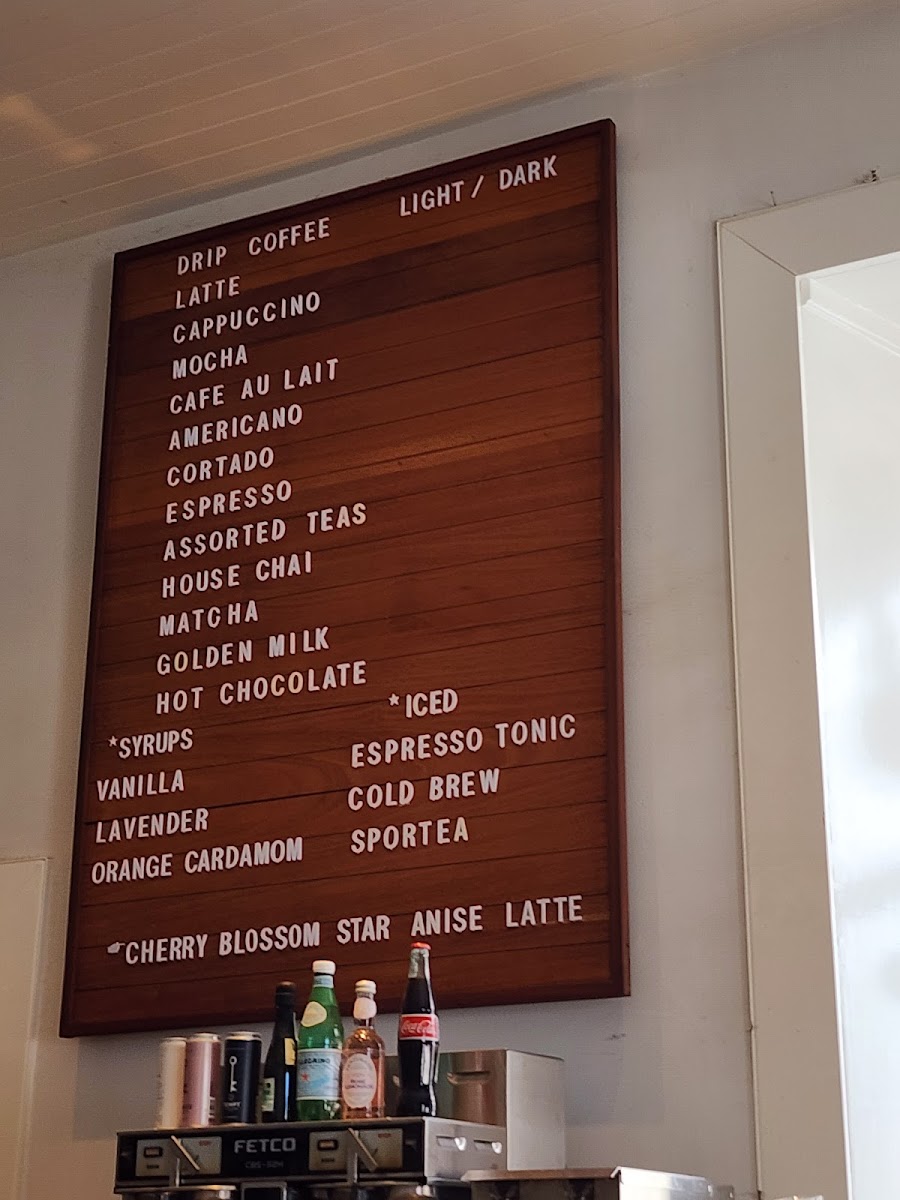 DRIP COFFEE LIGHT / DARK
LATTE
CAPPUCCINO
MOCHA
CAFE AU LAIT
AMERICANO
CORTADO
ESPRESSO
ASSORTED TEAS
HOUSE CHAI
MATCHA
GOLDEN MILK
HOT CHOCOLATE
*SYRUPS
VANILLA
LAVENDER
ORANGE CARDAMOM
*ICED
ESPRESSO TONIC
COLD BREW
SPORTEA
☛CHERRY BLOSSOM STAR ANISE LATTE
Coca-Cola
FETCO